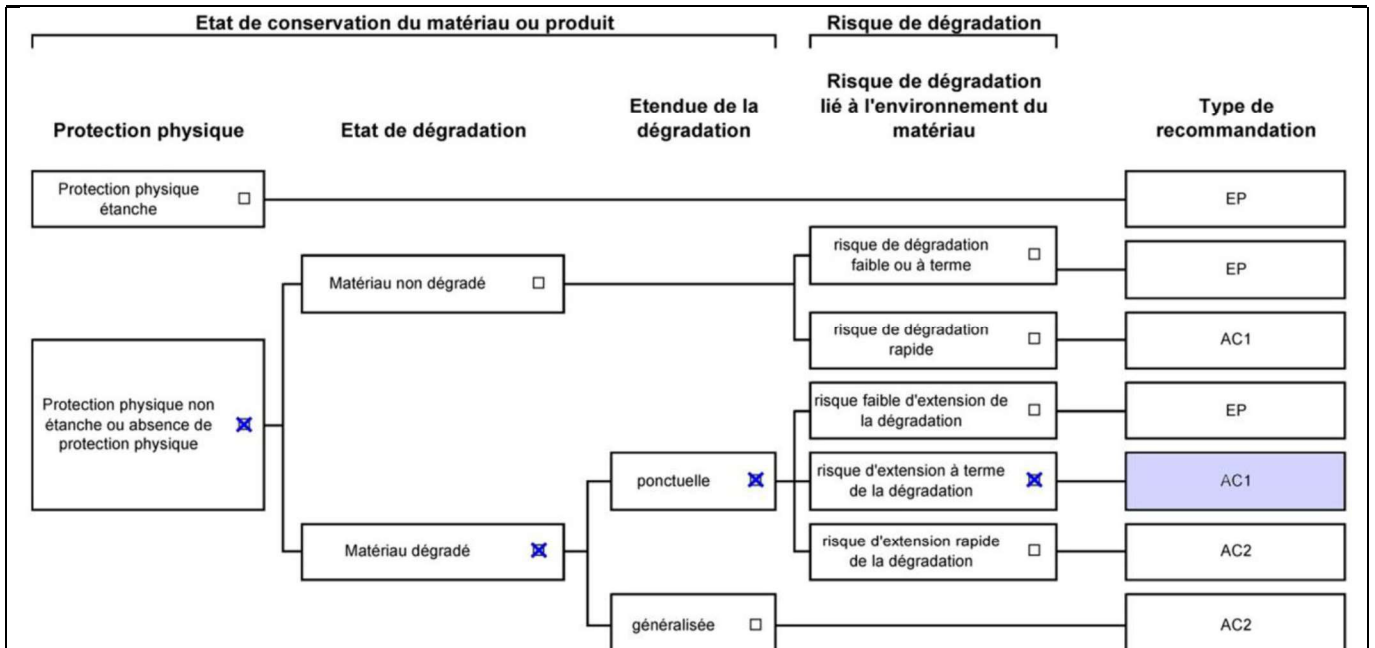 Etat de conservation du matériau ou produit
Risque de dégradation
Protection physique
Etat de dégradation
Etendue de la
dégradation
Risque de dégradation
lié à l'environnement du
matériau
Type de
recommandation
Protection physique
étanche
EP
risque de dégradation
faible ou à terme
EP
Matériau non dégradé
risque de dégradation
rapide
AC1
Protection physique non
étanche ou absence de
protection physique
risque faible d'extension de
la dégradation
EP
ponctuelle
risque d'extension à terme
de la dégradation
AC1
Matériau dégradé
risque d'extension rapide
de la dégradation
AC2
généralisée
AC2